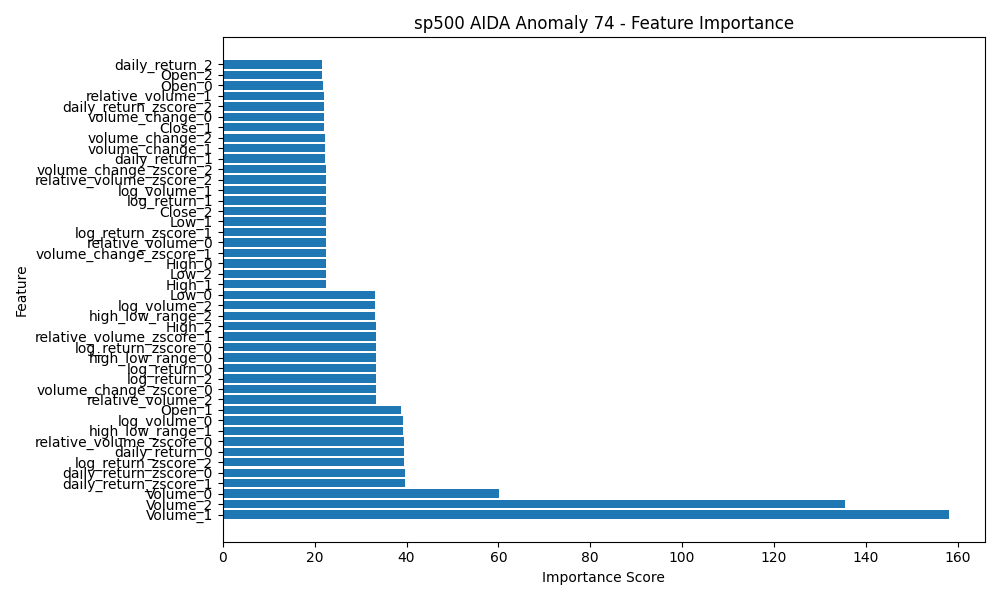 sp500 AIDA Anomaly 74 - Feature Importance
daily_return_2
Open_2
Open_0
relative_volume_1
daily_return_zscore_2
volume_change_0
Close_1
volume_change_2
volume_change_1
daily_return_1
volume_change_zscore_2
relative_volume_zscore_2
log_volume_1
log_return_1
Close_2
Low_1
log_return_zscore_1
relative_volume_0
volume_change_zscore_1
High_0
Low_2
High_1
Low_0
log_volume_2
high_low_range_2
High_2
relative_volume_zscore_1
log_return_zscore_0
high_low_range_0
log_return_0
log_return_2
volume_change_zscore_0
relative_volume_2
Open_1
log_volume_0
high_low_range_1
relative_volume_zscore_0
daily_return_0
log_return_zscore_2
daily_return_zscore_0
daily_return_zscore_1
Volume_0
Volume_2
Volume_1
Feature
0 20 40 60 80 100 120 140 160
Importance Score